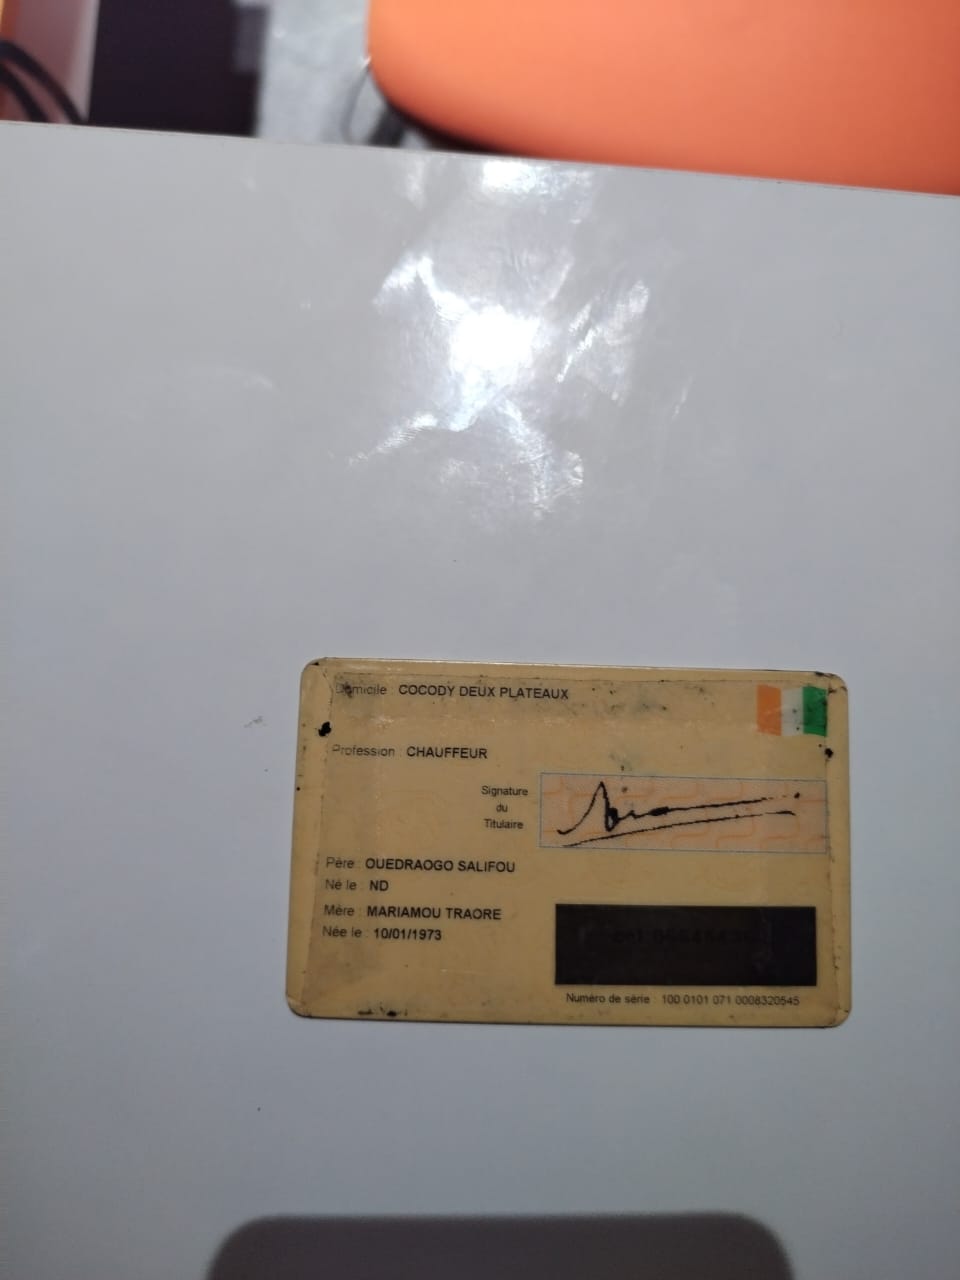 Domicile : COCODY DEUX PLATEAUX
Profession : CHAUFFEUR
Signature
du
Titulaire
Père : OUEDRAOGO SALIFOU
Né le : ND
Mère : MARIAMOU TRAORE
Née le : 10/01/1973
Numéro de série : 100 0101 071 0008320545